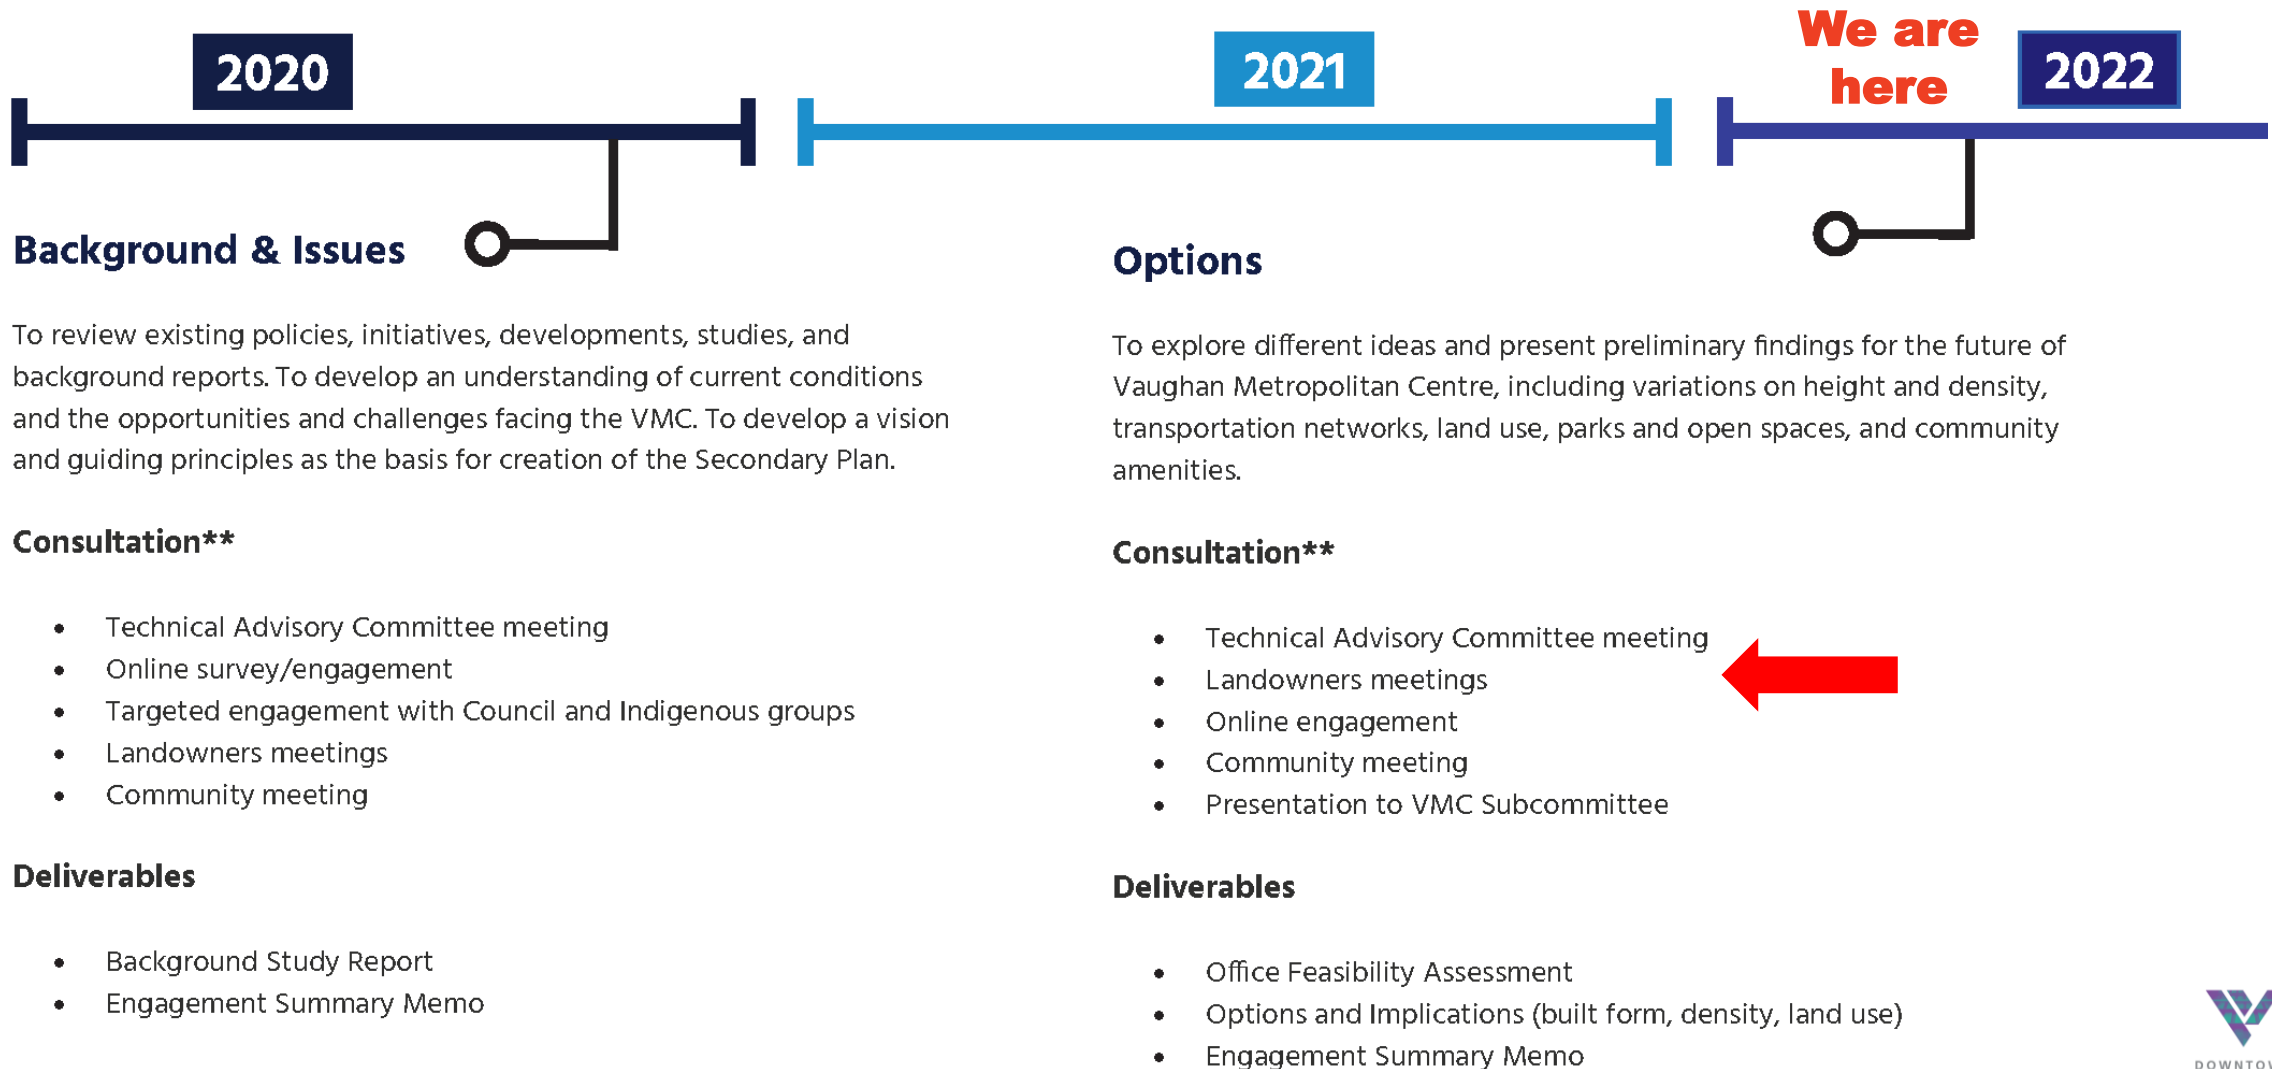 2020
2021
We are
here
2022
Background & Issues
To review existing policies, initiatives, developments, studies, and
background reports. To develop an understanding of current conditions
and the opportunities and challenges facing the VMC. To develop a vision
and guiding principles as the basis for creation of the Secondary Plan.
Consultation**
• Technical Advisory Committee meeting
• Online survey/engagement
• Targeted engagement with Council and Indigenous groups
• Landowners meetings
• Community meeting
Deliverables
• Background Study Report
• Engagement Summary Memo
Options
To explore different ideas and present preliminary findings for the future of
Vaughan Metropolitan Centre, including variations on height and density,
transportation networks, land use, parks and open spaces, and community
amenities.
Consultation**
• Technical Advisory Committee meeting
• Landowners meetings
• Online engagement
• Community meeting
• Presentation to VMC Subcommittee
Deliverables
• Office Feasibility Assessment
• Options and Implications (built form, density, land use)
• Engagement Summary Memo